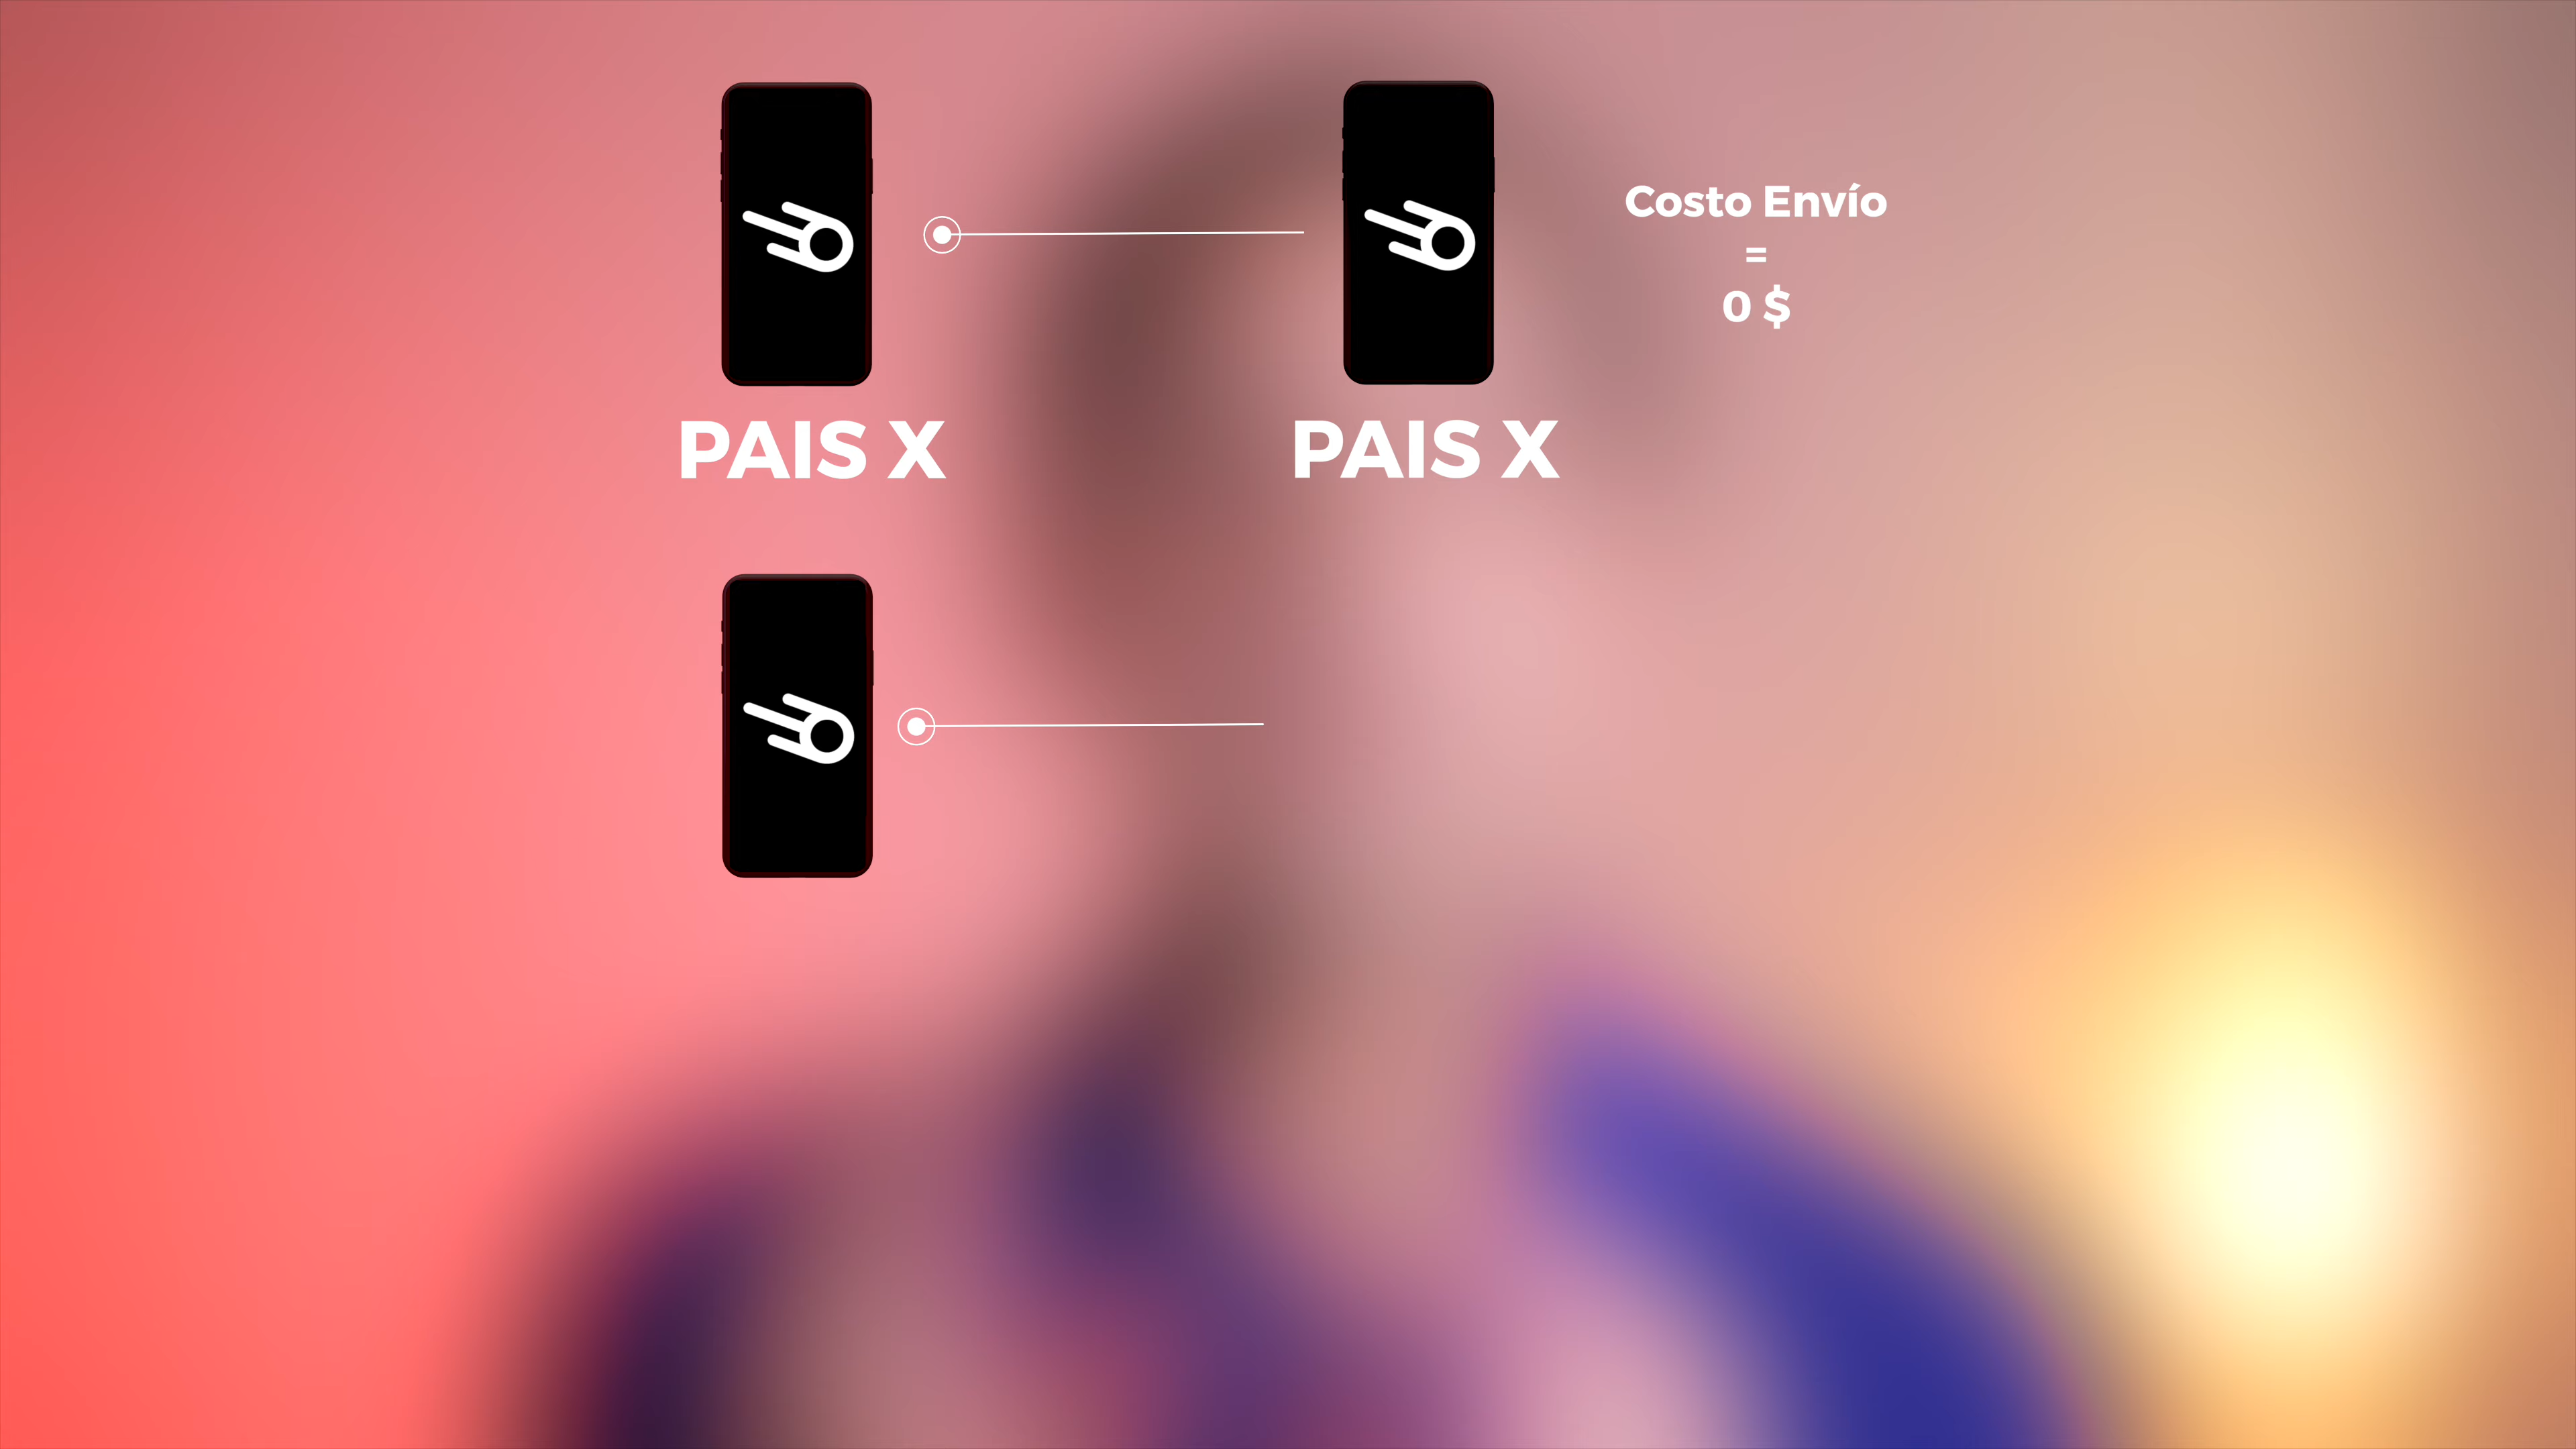 Costo Envío
=
0 $
PAIS X
PAIS X